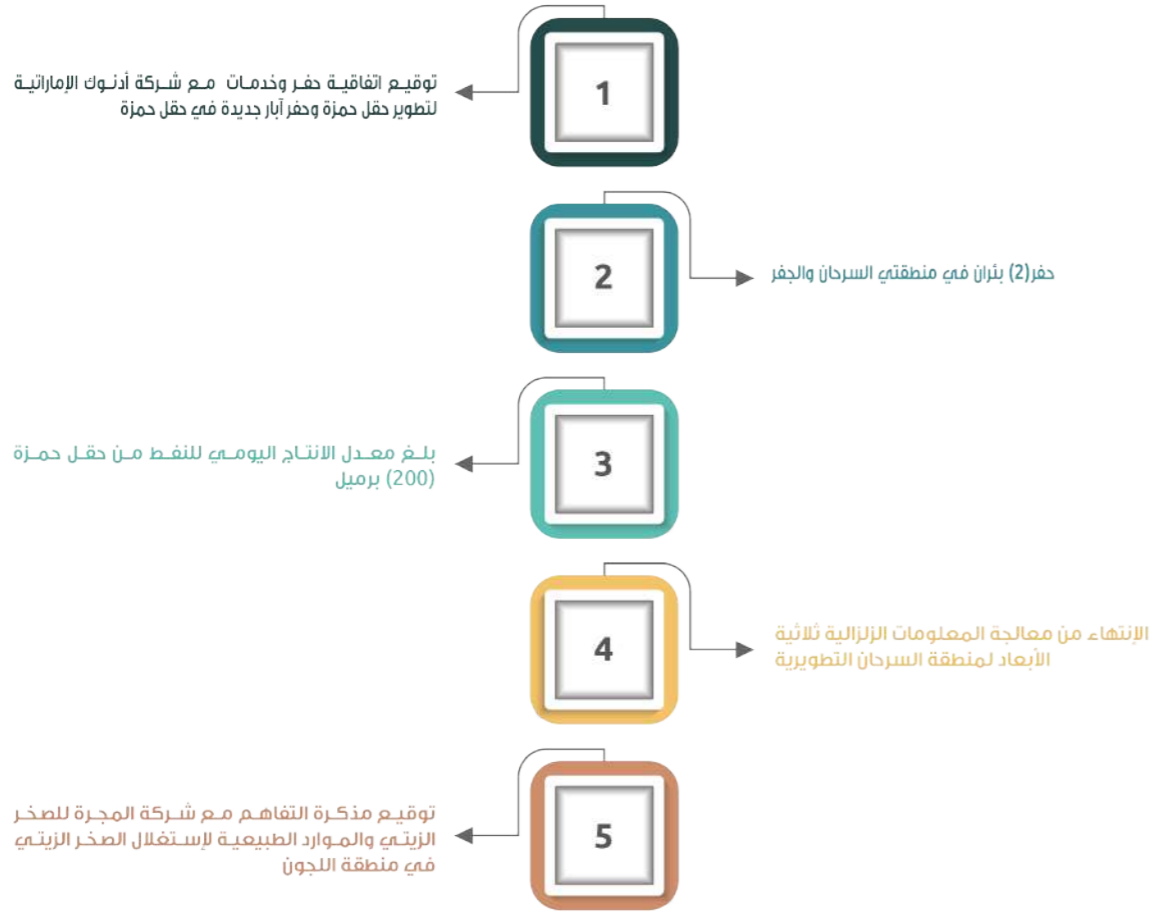 1
توقيع اتفاقية حفر وخدمات مع شركة أدنوك الإماراتية
لتطوير حقل حمزة وحفر آبار جديدة في حقل حمزة
2
حفر(2) بئران في منطقتي السرحان والجفر
3
بلغ معدل الانتاج اليومي للنفط من حقل حمزة
(200) برميل
4
الإنتهاء من معالجة المعلومات الزلزالية ثلاثية
الأبعاد لمنطقة السرحان التطويرية
5
توقيع مذكرة التفاهم مع شركة المجرة للصخر
الزيتي والموارد الطبيعية لإستغلال الصخر الزيتي
في منطقة اللجون